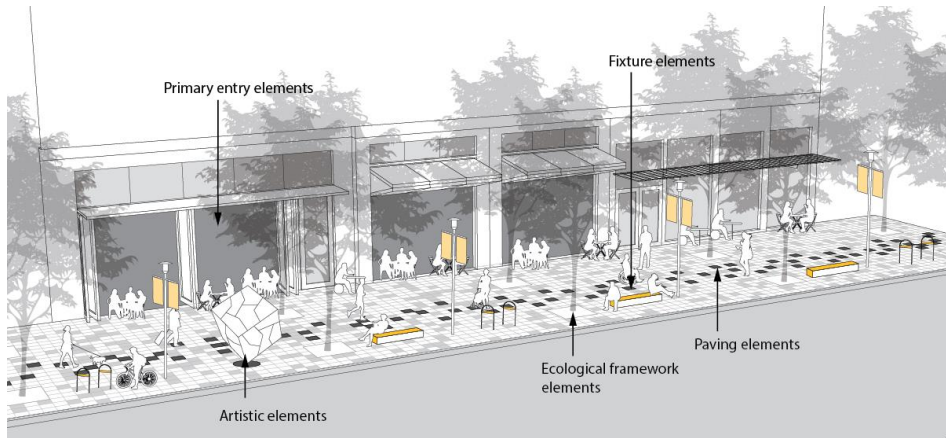 Fixture elements
Primary entry elements
Paving elements
Ecological framework
elements
Artistic elements